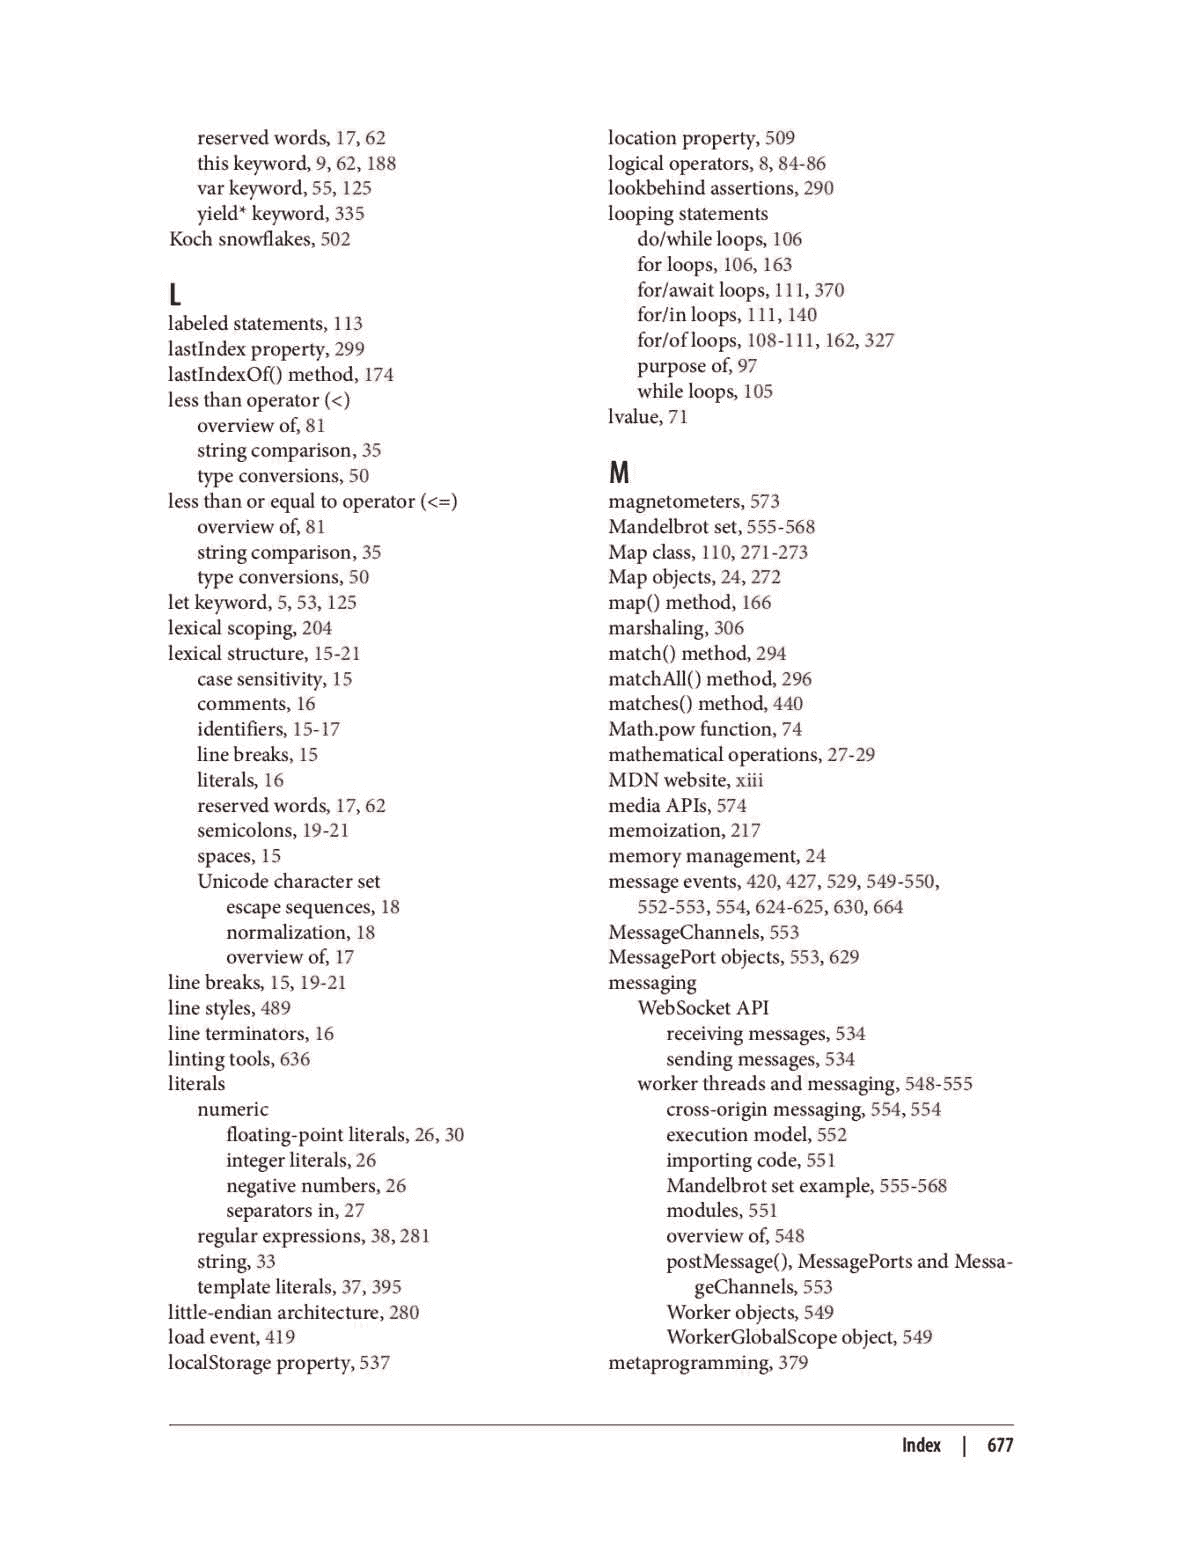 reserved words, 17, 62
this keyword, 9, 62, 188
var keyword, 55, 125
yield* keyword, 335
Koch snowflakes, 502
L
labeled statements, 113
lastIndex property, 299
lastIndexOf() method, 174
less than operator (<)
overview of, 81
string comparison, 35
type conversions, 50
less than or equal to operator (<=)
overview of, 81
string comparison, 35
type conversions, 50
let keyword, 5, 53, 125
lexical scoping, 204
lexical structure, 15-21
case sensitivity, 15
comments, 16
identifiers, 15-17
line breaks, 15
literals, 16
reserved words, 17, 62
semicolons, 19-21
spaces, 15
Unicode character set
escape sequences, 18
normalization, 18
overview of, 17
line breaks, 15, 19-21
line styles, 489
line terminators, 16
linting tools, 636
literals
numeric
floating-point literals, 26, 30
integer literals, 26
negative numbers, 26
separators in, 27
regular expressions, 38, 281
string, 33
template literals, 37, 395
little-endian architecture, 280
load event, 419
localStorage property, 537
location property, 509
logical operators, 8, 84-86
lookbehind assertions, 290
looping statements
do/while loops, 106
for loops, 106, 163
for/await loops, 111, 370
for/in loops, 111, 140
for/of loops, 108-111, 162, 327
purpose of, 97
while loops, 105
lvalue, 71
M
magnetometers, 573
Mandelbrot set, 555-568
Map class, 110, 271-273
Map objects, 24, 272
map() method, 166
marshaling, 306
match() method, 294
matchAll() method, 296
matches() method, 440
Math.pow function, 74
mathematical operations, 27-29
MDN website, xiii
media APIs, 574
memoization, 217
memory management, 24
message events, 420, 427, 529, 549-550,
552-553, 554, 624-625, 630, 664
MessageChannels, 553
MessagePort objects, 553, 629
messaging
WebSocket API
receiving messages, 534
sending messages, 534
worker threads and messaging, 548-555
cross-origin messaging, 554, 554
execution model, 552
importing code, 551
Mandelbrot set example, 555-568
modules, 551
overview of, 548
postMessage(), MessagePorts and Messa-
geChannels, 553
Worker objects, 549
WorkerGlobalScope object, 549
metaprogramming, 379
Index | 677